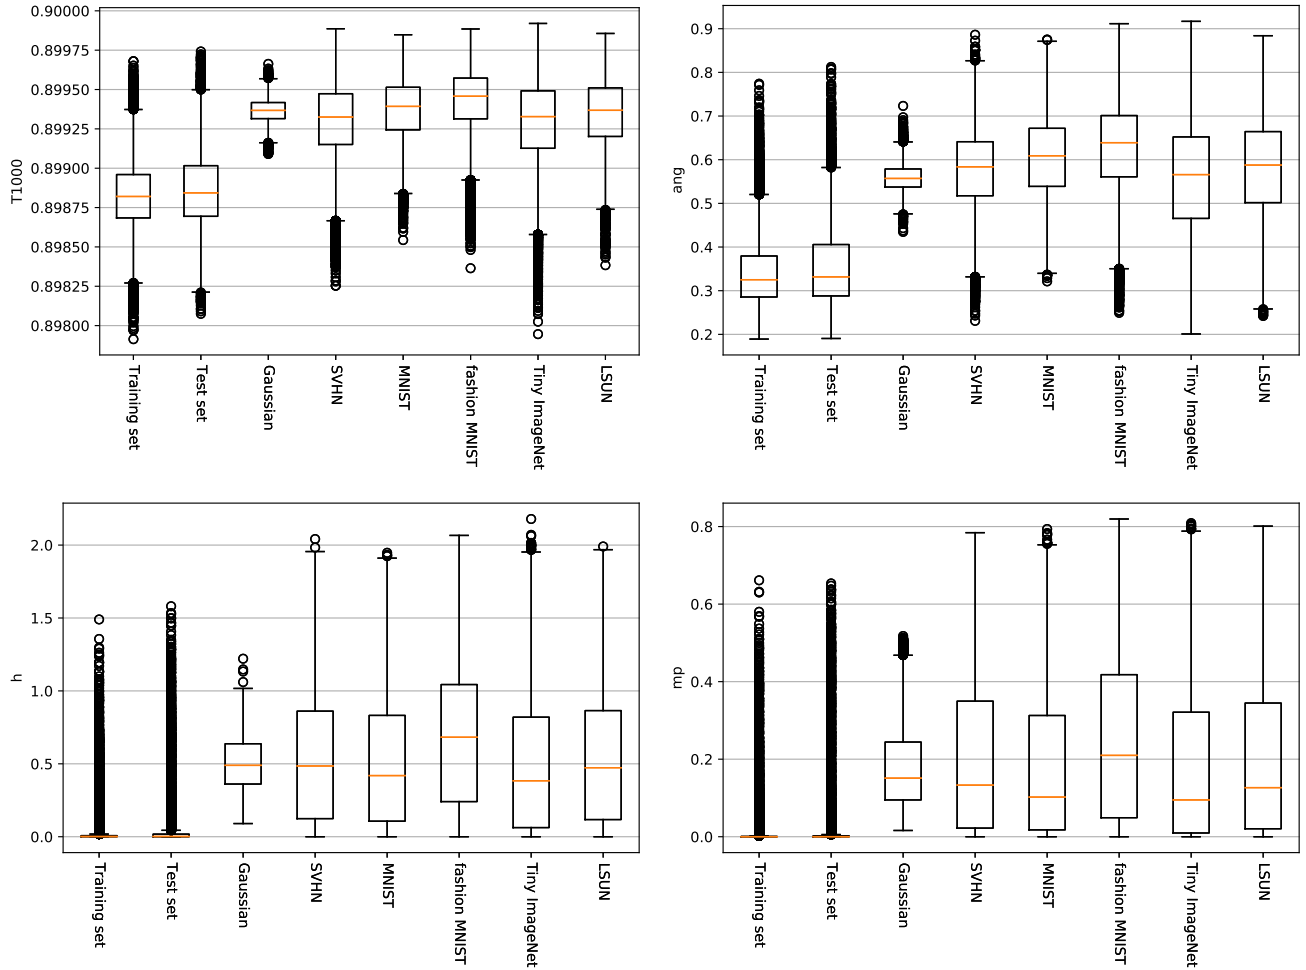 0.90000
0.89975
0.89950
0.89925
0.89900
0.89875
0.89850
0.89825
0.89800
T1000
Training set
Test set
Gaussian
SVHN
MNIST
fashion MNIST
Tiny ImageNet
LSUN
0.9
0.8
0.7
0.6
0.5
0.4
0.3
0.2
ang
Training set
Test set
Gaussian
SVHN
MNIST
fashion MNIST
Tiny ImageNet
LSUN
2.0
1.5
1.0
0.5
0.0
h
Training set
Test set
Gaussian
SVHN
MNIST
fashion MNIST
Tiny ImageNet
LSUN
0.8
0.6
0.4
0.2
0.0
mp
Training set
Test set
Gaussian
SVHN
MNIST
fashion MNIST
Tiny ImageNet
LSUN